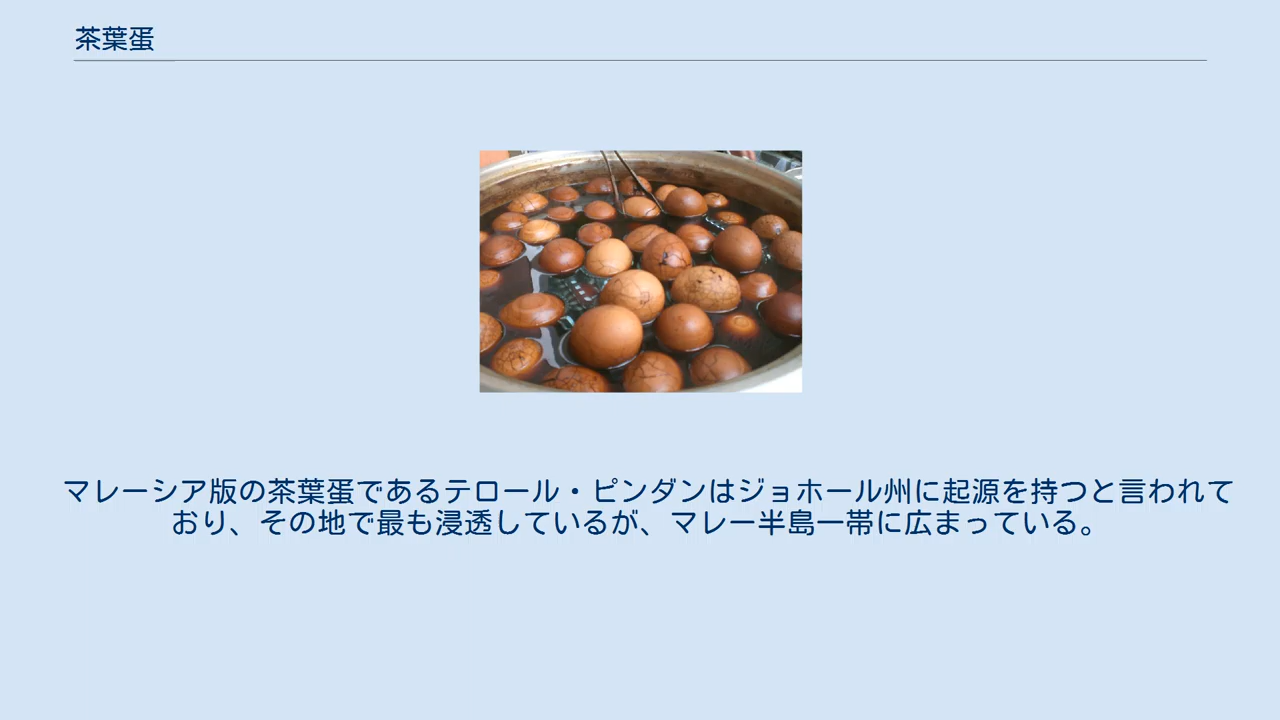 茶葉蛋
マレーシア版の茶葉蛋であるテロール・ピンダンはジョホール州に起源を持つと言われて
おり、その地で最も浸透しているが、マレー半島一帯に広まっている。